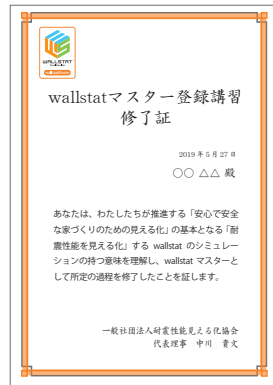 WALLSTAT
wallstatマスター登録講習
修了証
2019年5月27日
○○ △△ 殿
あなたは、わたしたちが推進する「安心で安全
な家づくりのための見える化」の基本となる「耐
震性能を見える化」する wallstat のシミュレー
ションの持つ意味を理解し、wallstat マスターと
して所定の過程を修了したことを証します。
一般社団法人耐震性能見える化協会
代表理事 中川 貴文